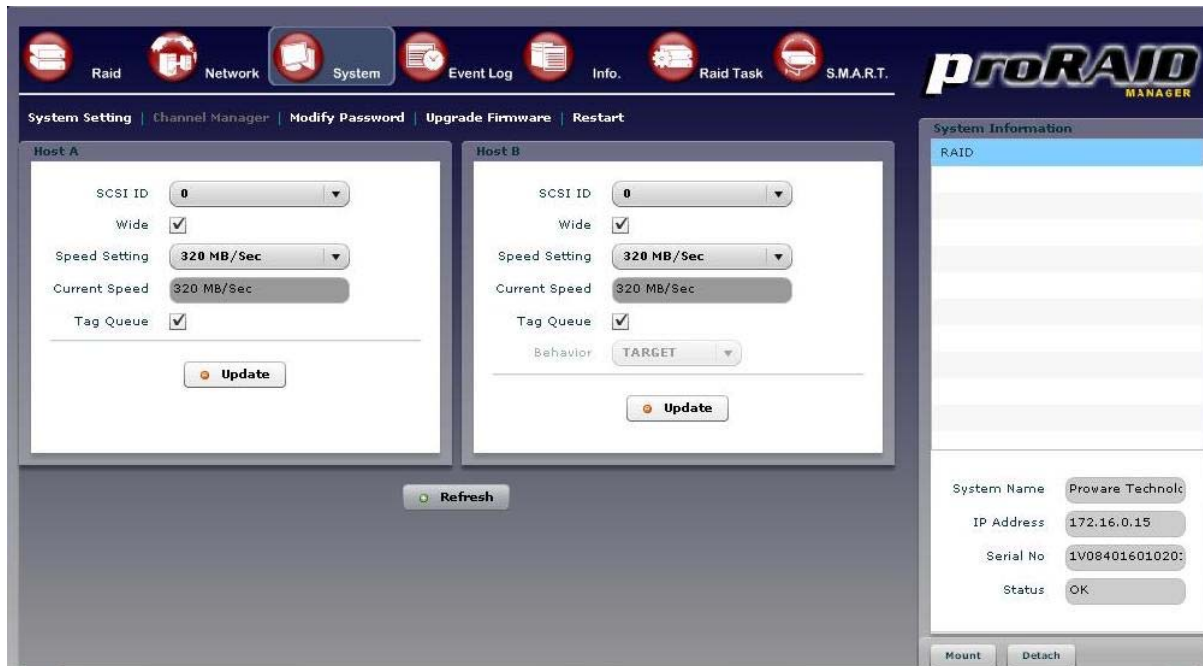 Raid Network System Event Log Info. Raid Task S.M.A.R.T.
proRAID
MANAGER
System Setting | Channel Manager | Modify Password | Upgrade Firmware | Restart
Host A
SCSI ID 0
Wide
Speed Setting 320 MB/Sec
Current Speed 320 MB/Sec
Tag Queue
Update
Host B
SCSI ID 0
Wide
Speed Setting 320 MB/Sec
Current Speed 320 MB/Sec
Tag Queue
Behavior TARGET
Update
Refresh
System Information
RAID
System Name Proware Technolo
IP Address 172.16.0.15
Serial No 1V08401601020
Status OK
Mount Detach